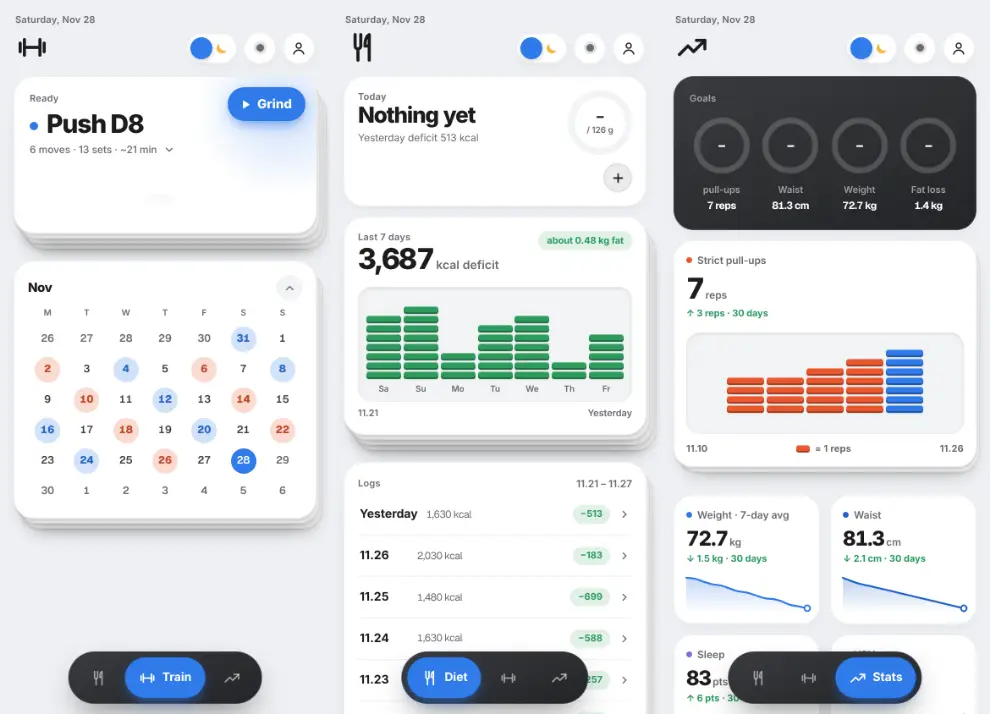 Saturday, Nov 28
Ready
Push D8
Grind
6 moves · 13 sets · ~21 min
Nov
M T W T F S S
26 27 28 29 30 31 1
2 3 4 5 6 7 8
9 10 11 12 13 14 15
16 17 18 19 20 21 22
23 24 25 26 27 28 29
30 1 2 3 4 5 6
Train
Saturday, Nov 28
Today
Nothing yet
Yesterday deficit 513 kcal
–
/ 126 g
+
Last 7 days
3,687 kcal deficit
about 0.48 kg fat
Sa Su Mo Tu We Th Fr
11.21 Yesterday
Logs 11.21 – 11.27
Yesterday 1,630 kcal −513
11.26 2,030 kcal −183
11.25 1,480 kcal −699
11.24 1,630 kcal −588
11.23 257
Diet
Saturday, Nov 28
Goals
– – – –
pull-ups Waist Weight Fat loss
7 reps 81.3 cm 72.7 kg 1.4 kg
Strict pull-ups
7 reps
↑ 3 reps · 30 days
11.10 = 1 reps 11.26
Weight · 7-day avg
72.7 kg
↓ 1.5 kg · 30 days
Waist
81.3 cm
↓ 2.1 cm · 30 days
Sleep
83 pts
↑ 6 pts · 30
Stats